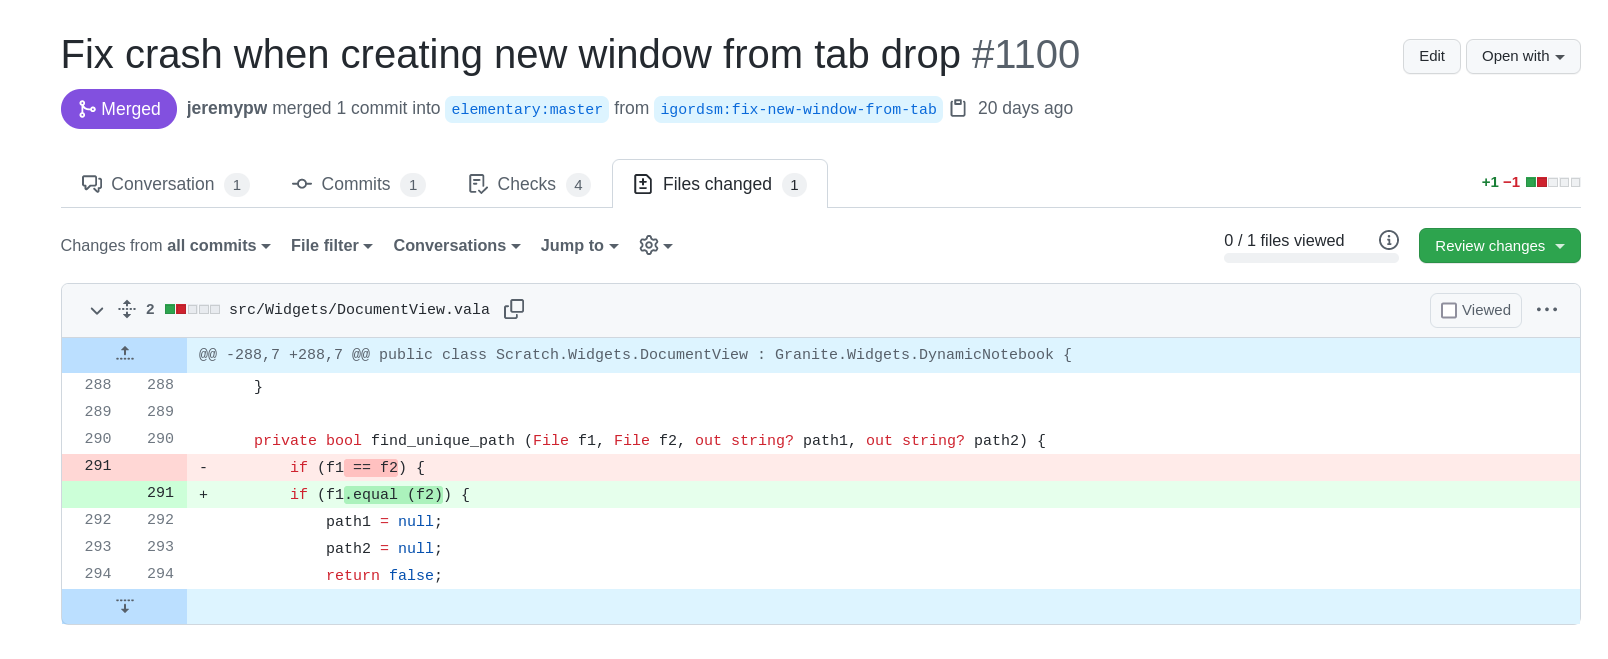 Fix crash when creating new window from tab drop #1100
Edit
Open with
Merged
jeremypw merged 1 commit into elementary:master from igordsm:fix-new-window-from-tab 20 days ago
Conversation 1
Commits 1
Checks 4
Files changed 1
+1 −1
Changes from all commits
File filter
Conversations
Jump to
0 / 1 files viewed
Review changes
2 src/Widgets/DocumentView.vala
Viewed
@@ -288,7 +288,7 @@ public class Scratch.Widgets.DocumentView : Granite.Widgets.DynamicNotebook {
288 288 }
289 289
290 290 private bool find_unique_path (File f1, File f2, out string? path1, out string? path2) {
291 - if (f1 == f2) {
291 + if (f1.equal (f2)) {
292 292 path1 = null;
293 293 path2 = null;
294 294 return false;